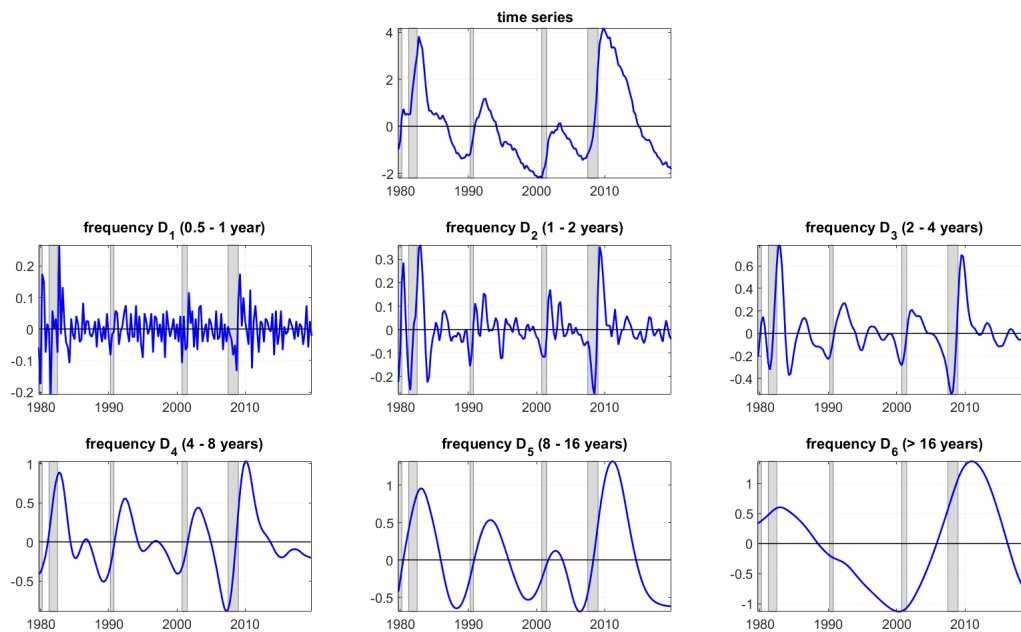 time series
4
2
0
-2
1980 1990 2000 2010
frequency D1 (0.5 - 1 year)
0.2
0.1
0
-0.1
-0.2
1980 1990 2000 2010
frequency D2 (1 - 2 years)
0.3
0.2
0.1
0
-0.1
-0.2
1980 1990 2000 2010
frequency D3 (2 - 4 years)
0.6
0.4
0.2
0
-0.2
-0.4
1980 1990 2000 2010
frequency D4 (4 - 8 years)
1
0.5
0
-0.5
1980 1990 2000 2010
frequency D5 (8 - 16 years)
1
0.5
0
-0.5
1980 1990 2000 2010
frequency D6 (> 16 years)
1
0.5
0
-0.5
-1
1980 1990 2000 2010